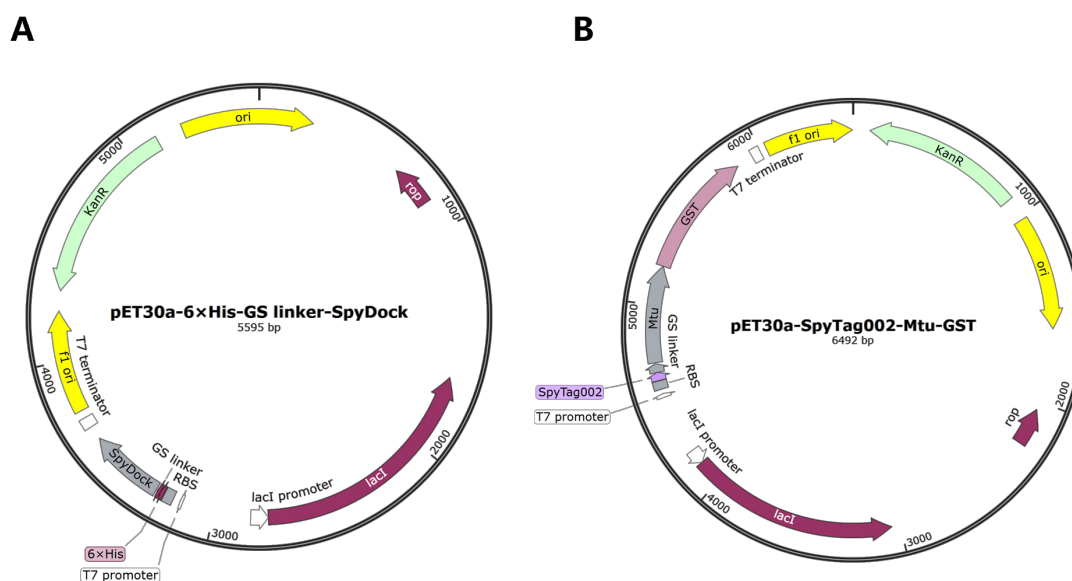 A
B
ori
5000
KanR
rop
1000
pET30a-6×His-GS linker-SpyDock
5595 bp
T7 terminator
f1 ori
4000
SpyDock
GS linker
RBS
lacI promoter
lacI
2000
3000
6×His
T7 promoter
6000
f1 ori
T7 terminator
KanR
GST
1000
ori
5000
Mtu
GS linker
pET30a-SpyTag002-Mtu-GST
6492 bp
RBS
SpyTag002
T7 promoter
2000
rop
lacI promoter
4000
lacI
3000